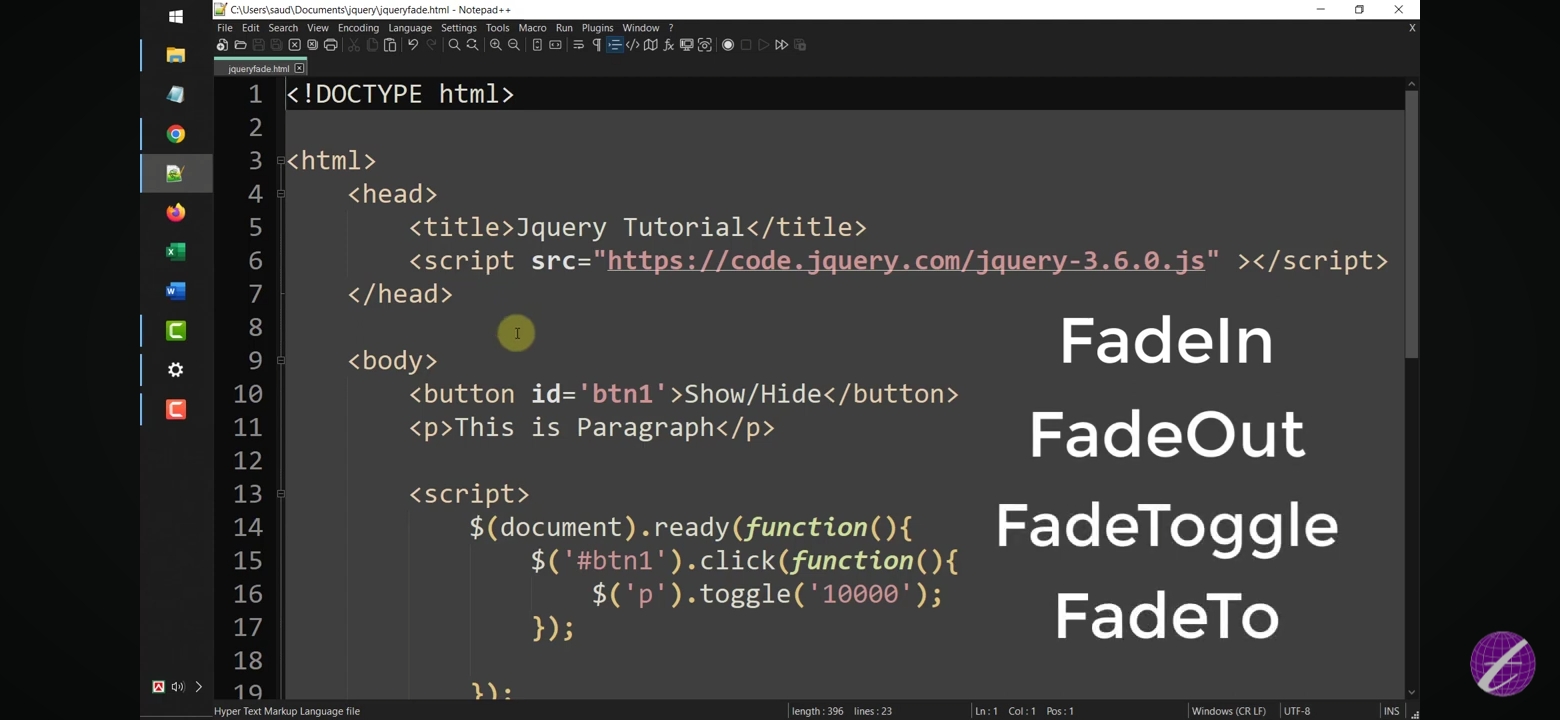 C:\Users\saud\Documents\jquery\jqueryfade.html - Notepad++
File Edit Search View Encoding Language Settings Tools Macro Run Plugins Window ? X
jqueryfade.html
1 <!DOCTYPE html>
2
3 <html>
4 <head>
5 <title>Jquery Tutorial</title>
6 <script src="https://code.jquery.com/jquery-3.6.0.js" ></script>
7 </head>
8
9 <body>
10 <button id='btn1'>Show/Hide</button>
11 <p>This is Paragraph</p>
12
13 <script>
14 $(document).ready(function(){
15 $('#btn1').click(function(){
16 $('p').toggle('10000');
17 });
18
19 });
FadeIn
FadeOut
FadeToggle
FadeTo
Hyper Text Markup Language file length : 396 lines : 23 Ln : 1 Col : 1 Pos : 1 Windows (CR LF) UTF-8 INS